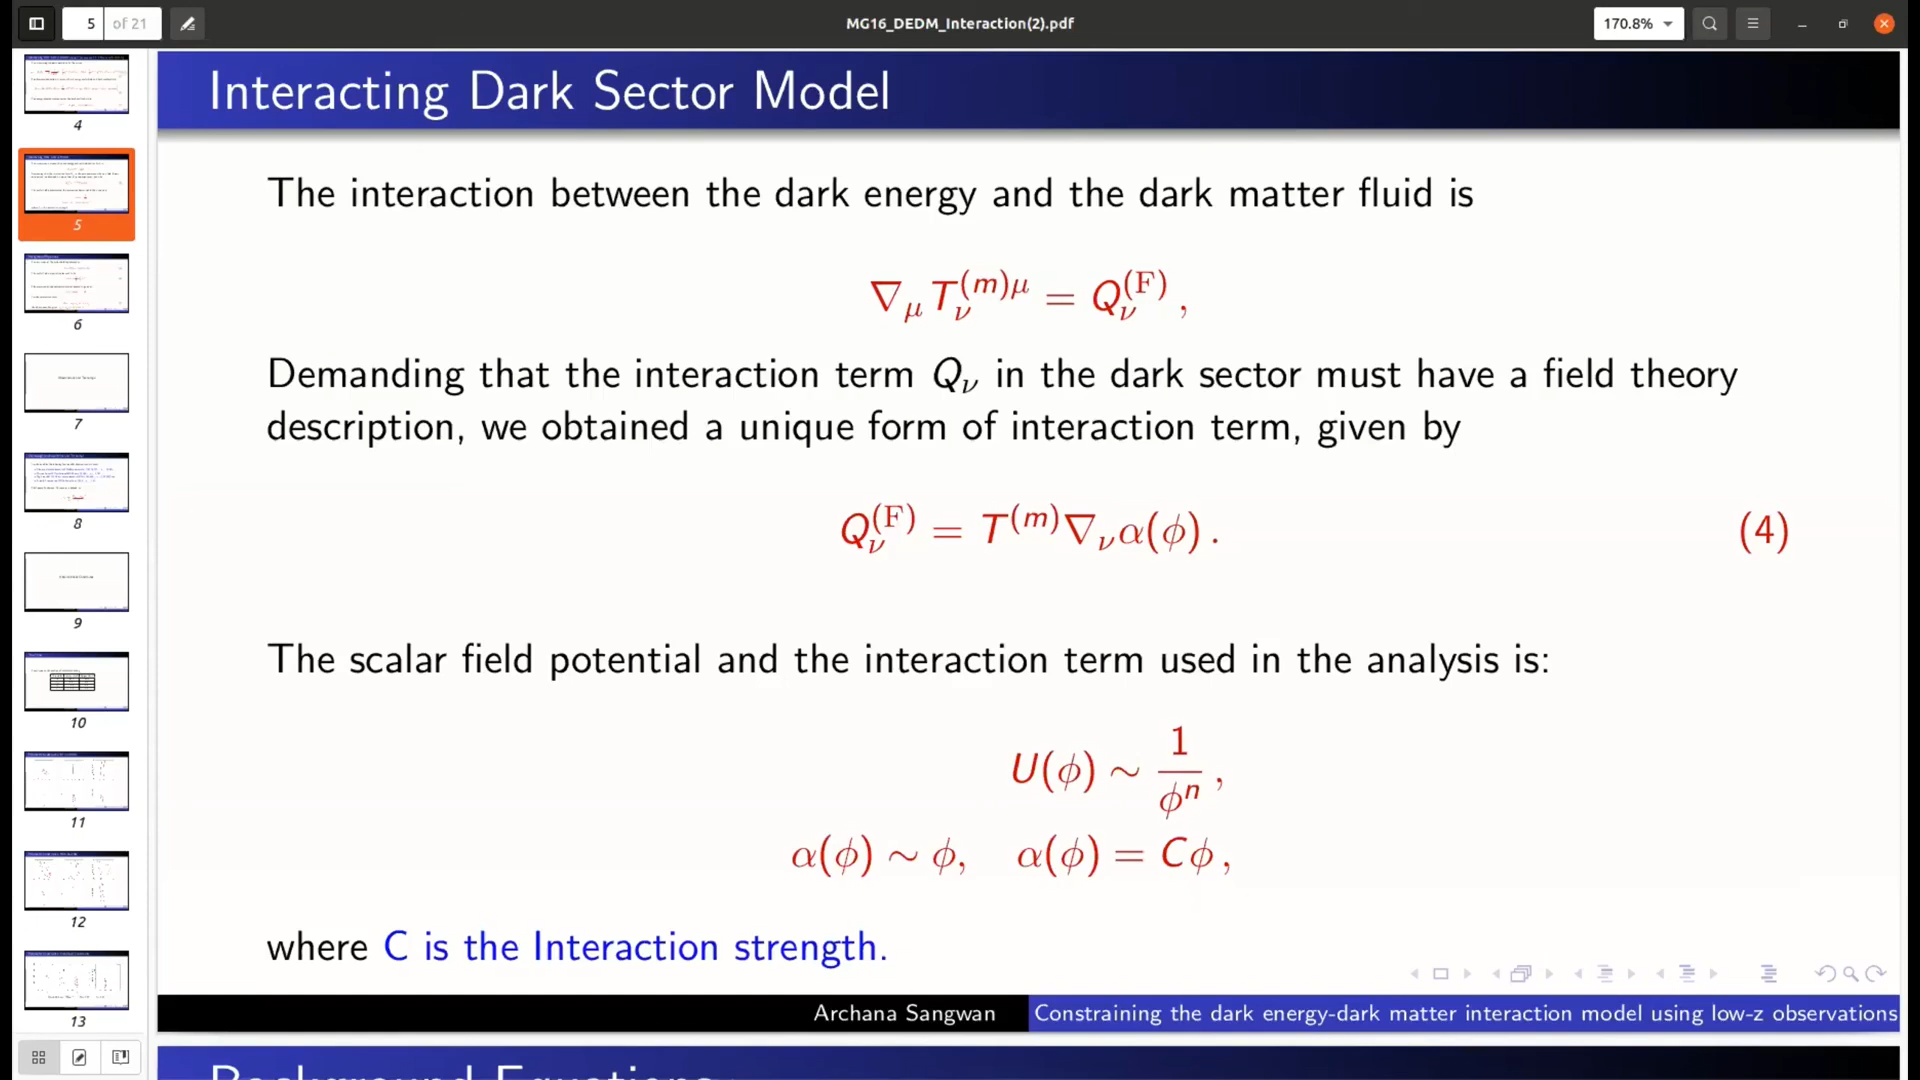 5 of 21
MG16_DEDM_Interaction(2).pdf
170.8%
4
5
6
7
8
9
10
11
12
13
Interacting Dark Sector Model
The interaction between the dark energy and the dark matter fluid is
∇_μ T_ν^{(m)μ} = Q_ν^{(F)} ,
Demanding that the interaction term Q_ν in the dark sector must have a field theory
description, we obtained a unique form of interaction term, given by
Q_ν^{(F)} = T^{(m)}∇_ν α(ϕ) . (4)
The scalar field potential and the interaction term used in the analysis is:
U(ϕ) ∼ 1/ϕ^n ,
α(ϕ) ∼ ϕ, α(ϕ) = Cϕ ,
where C is the Interaction strength.
Archana Sangwan Constraining the dark energy-dark matter interaction model using low-z observations
Background Equations